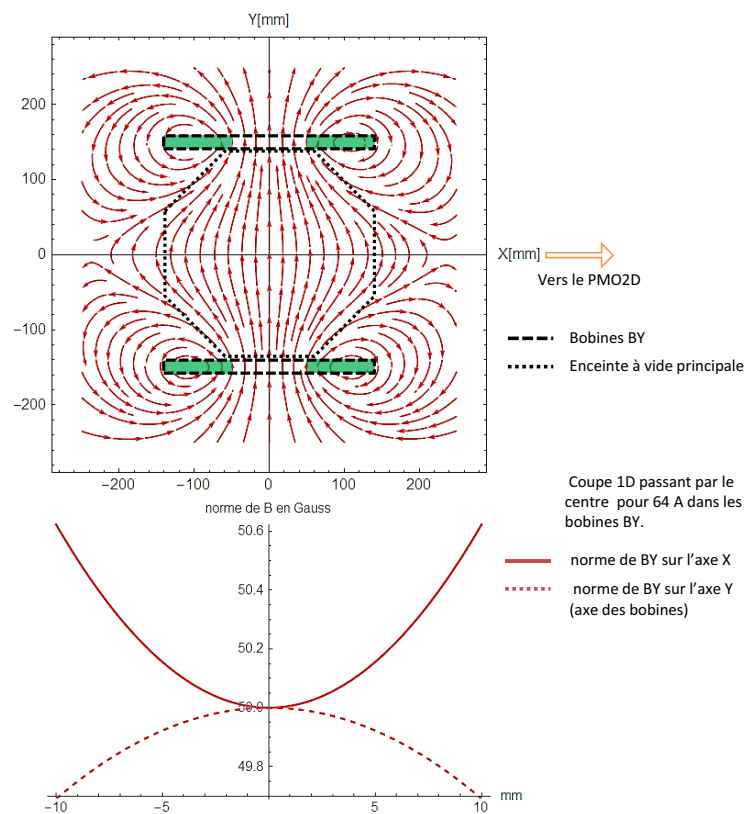 Y[mm]
200
100
0
−100
−200
X[mm]
Vers le PMO2D
Bobines BY
Enceinte à vide principale
−200
−100
0
100
200
norme de B en Gauss
Coupe 1D passant par le
centre pour 64 A dans les
bobines BY.
norme de BY sur l'axe X
norme de BY sur l'axe Y
(axe des bobines)
50.6
50.4
50.2
50.0
49.8
−10
−5
5
10
mm